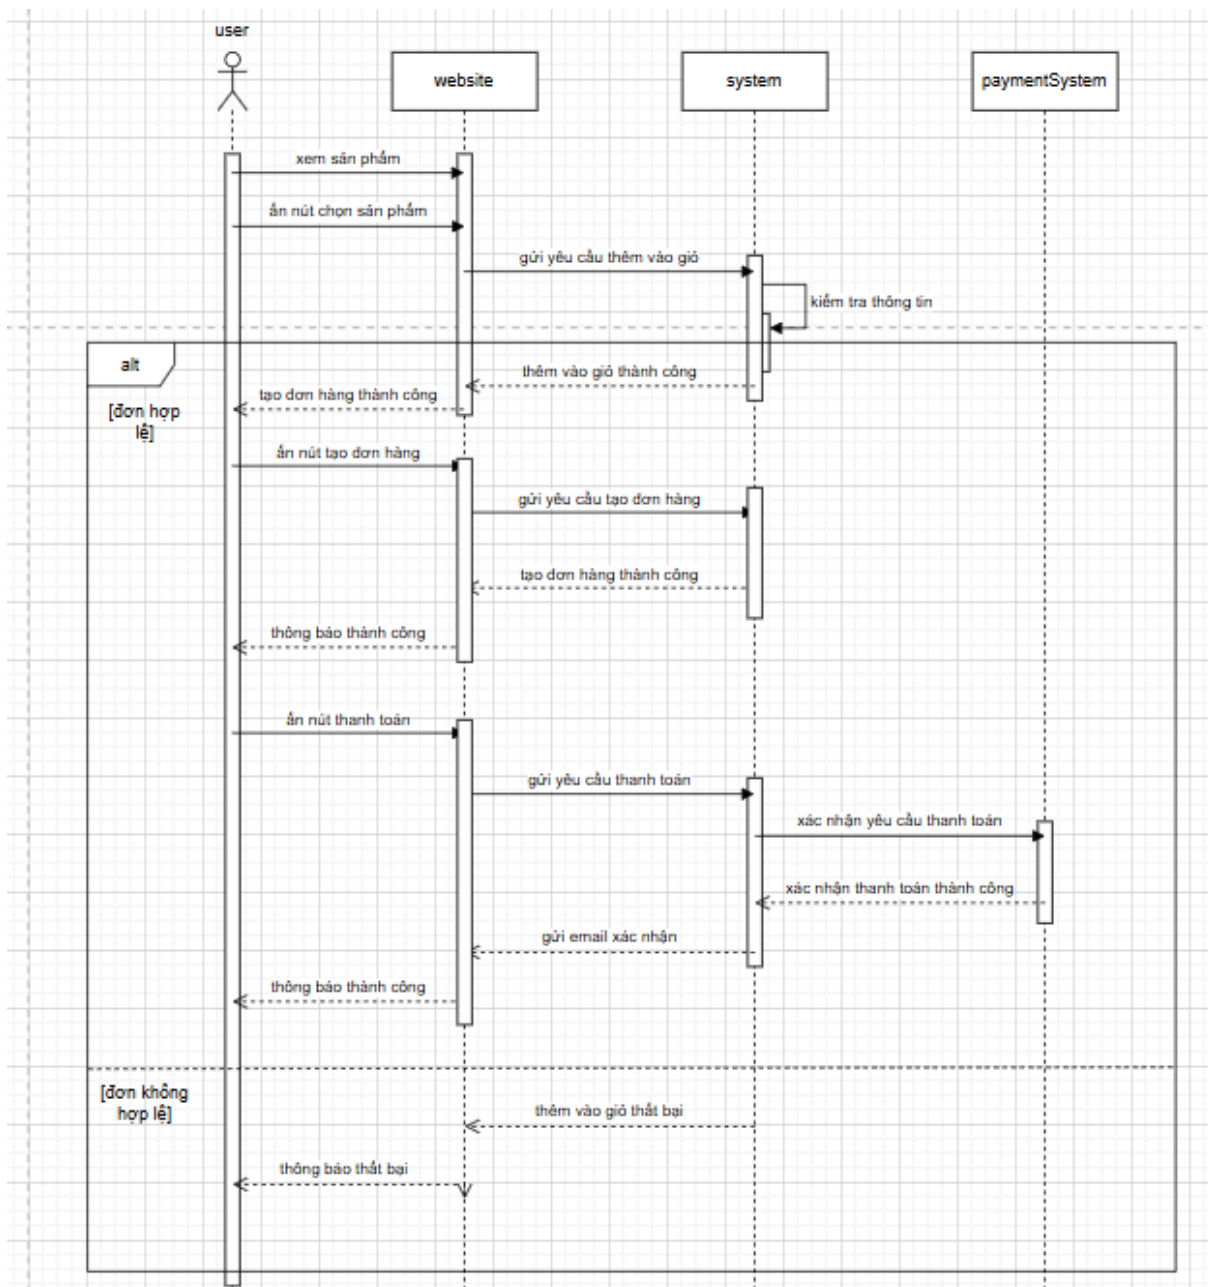 user
website
system
paymentSystem
xem sản phẩm
ấn nút chọn sản phẩm
gửi yêu cầu thêm vào giỏ
kiểm tra thông tin
alt
thêm vào giỏ thành công
tạo đơn hàng thành công
[đơn hợp
lệ]
ấn nút tạo đơn hàng
gửi yêu cầu tạo đơn hàng
tạo đơn hàng thành công
thông báo thành công
ấn nút thanh toán
gửi yêu cầu thanh toán
xác nhận yêu cầu thanh toán
xác nhận thanh toán thành công
gửi email xác nhận
thông báo thành công
[đơn không
hợp lệ]
thêm vào giỏ thất bại
thông báo thất bại